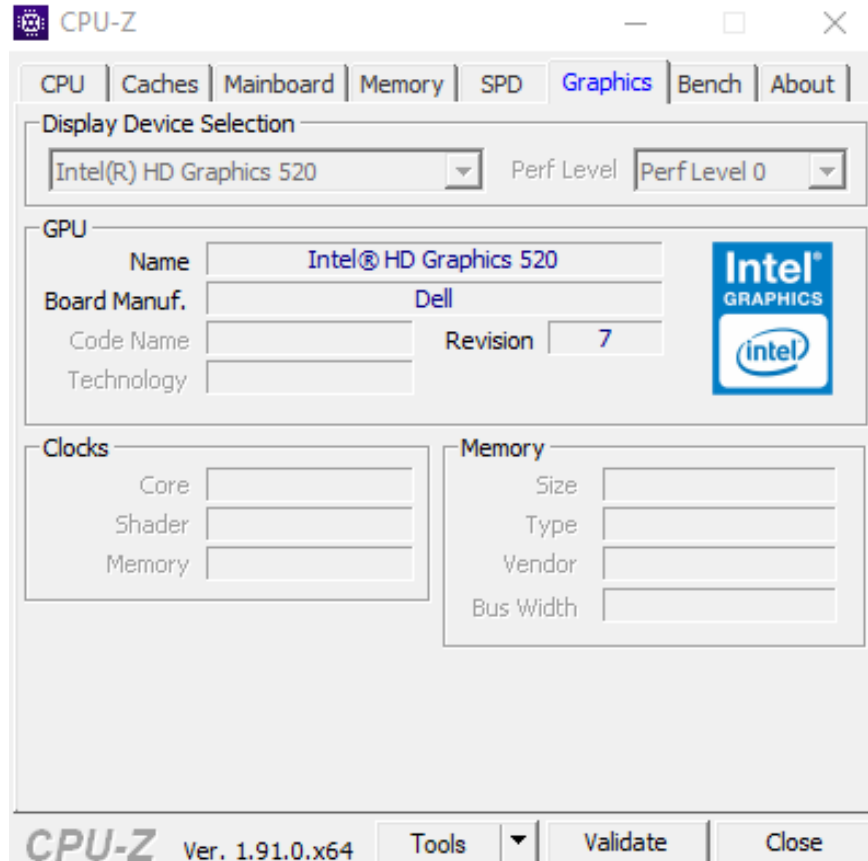 CPU-Z
CPU Caches Mainboard Memory SPD Graphics Bench About
Display Device Selection
Intel(R) HD Graphics 520 Perf Level Perf Level 0
GPU
Name Intel® HD Graphics 520
Board Manuf. Dell
Code Name Revision 7
Technology
Intel®
GRAPHICS
intel
Clocks
Core
Shader
Memory
Memory
Size
Type
Vendor
Bus Width
CPU-Z Ver. 1.91.0.x64 Tools Validate Close